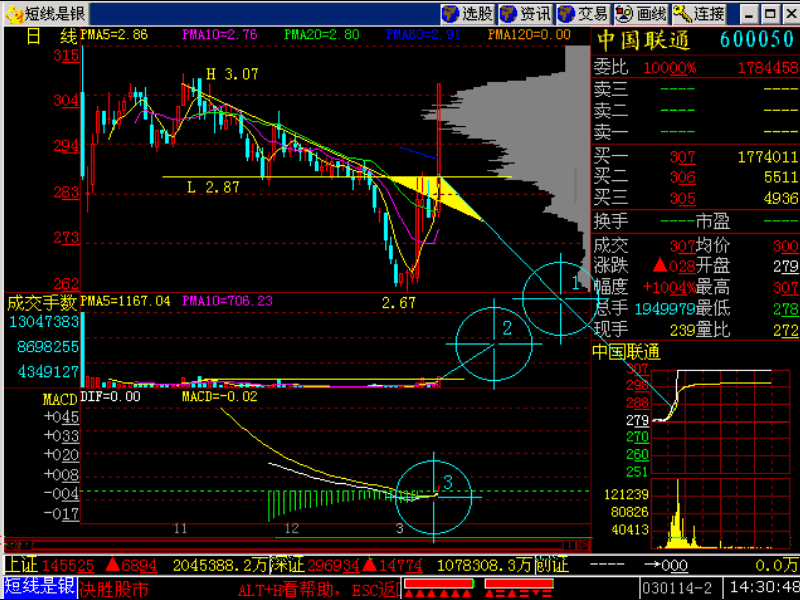 短线是银 选股 资讯 交易 画线 连接
日 线 PMA5=2.86 PMA10=2.76 PMA20=2.80 PMA60=2.91 PMA120=0.00
中国联通 600050
315
304
294
283
273
262
H 3.07
L 2.87
2.67
委比 10000% 1784458
卖三 ---- ----
卖二 ---- ----
卖一 ---- ----
买一 307 1774011
买二 306 5511
买三 305 4936
换手 ---- 市盈 ----
成交 307 均价 300
涨跌 ▲028 开盘 279
幅度 +1004% 最高 307
总手 1949979 最低 278
现手 239 量比 272
成交手数 PMA5=1167.04 PMA10=706.23
13047383
8698255
4349127
1
2
3
MACD DIF=0.00 MACD=-0.02
+045
+033
+020
+008
-004
-017
11 12 3
中国联通
307
298
288
279
270
260
251
121239
80826
40413
上证 145525 ▲6894 2045388.2万 深证 296934 ▲14774 1078308.3万 创证 ---- →000 0.0万
短线是银 决胜股市 ALT+H看帮助, ESC返 030114-2 14:30:48